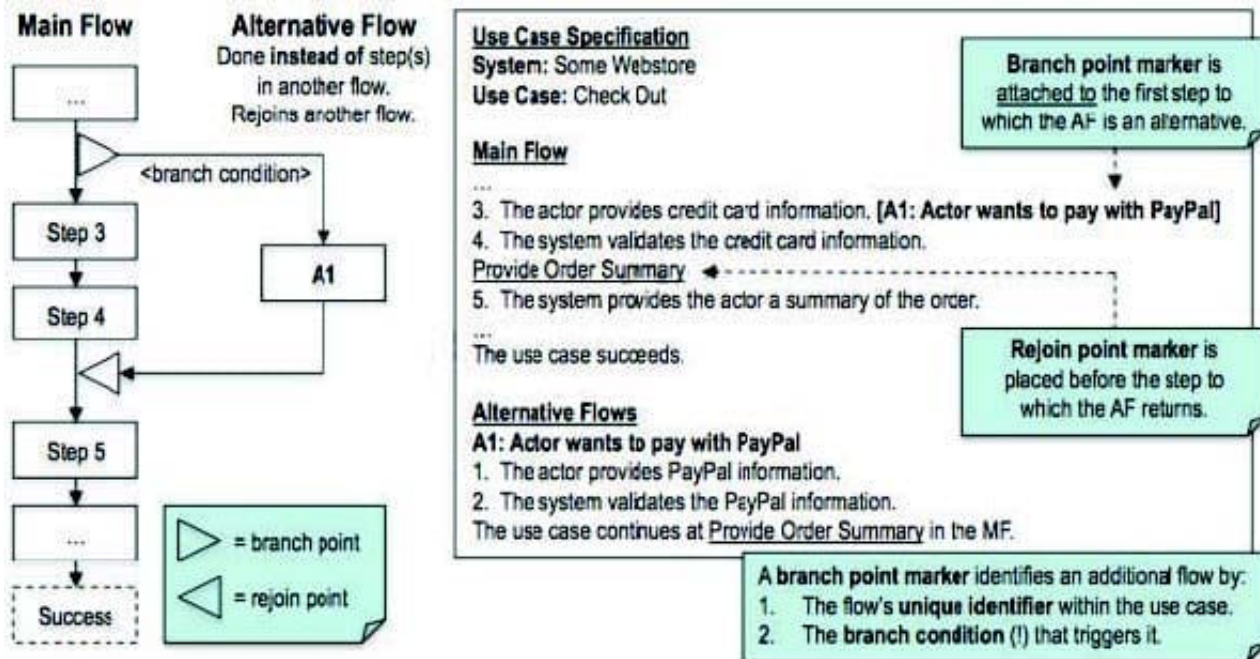 Main Flow
...
<branch condition>
Step 3
Step 4
A1
Step 5
...
Success
Alternative Flow
Done instead of step(s)
in another flow.
Rejoins another flow.
= branch point
= rejoin point
Use Case Specification
System: Some Webstore
Use Case: Check Out
Main Flow
...
3. The actor provides credit card information. [A1: Actor wants to pay with PayPal]
4. The system validates the credit card information.
Provide Order Summary
5. The system provides the actor a summary of the order.
...
The use case succeeds.
Alternative Flows
A1: Actor wants to pay with PayPal
1. The actor provides PayPal information.
2. The system validates the PayPal information.
The use case continues at Provide Order Summary in the MF.
Branch point marker is
attached to the first step to
which the AF is an alternative.
Rejoin point marker is
placed before the step to
which the AF returns.
A branch point marker identifies an additional flow by:
1. The flow's unique identifier within the use case.
2. The branch condition (!) that triggers it.